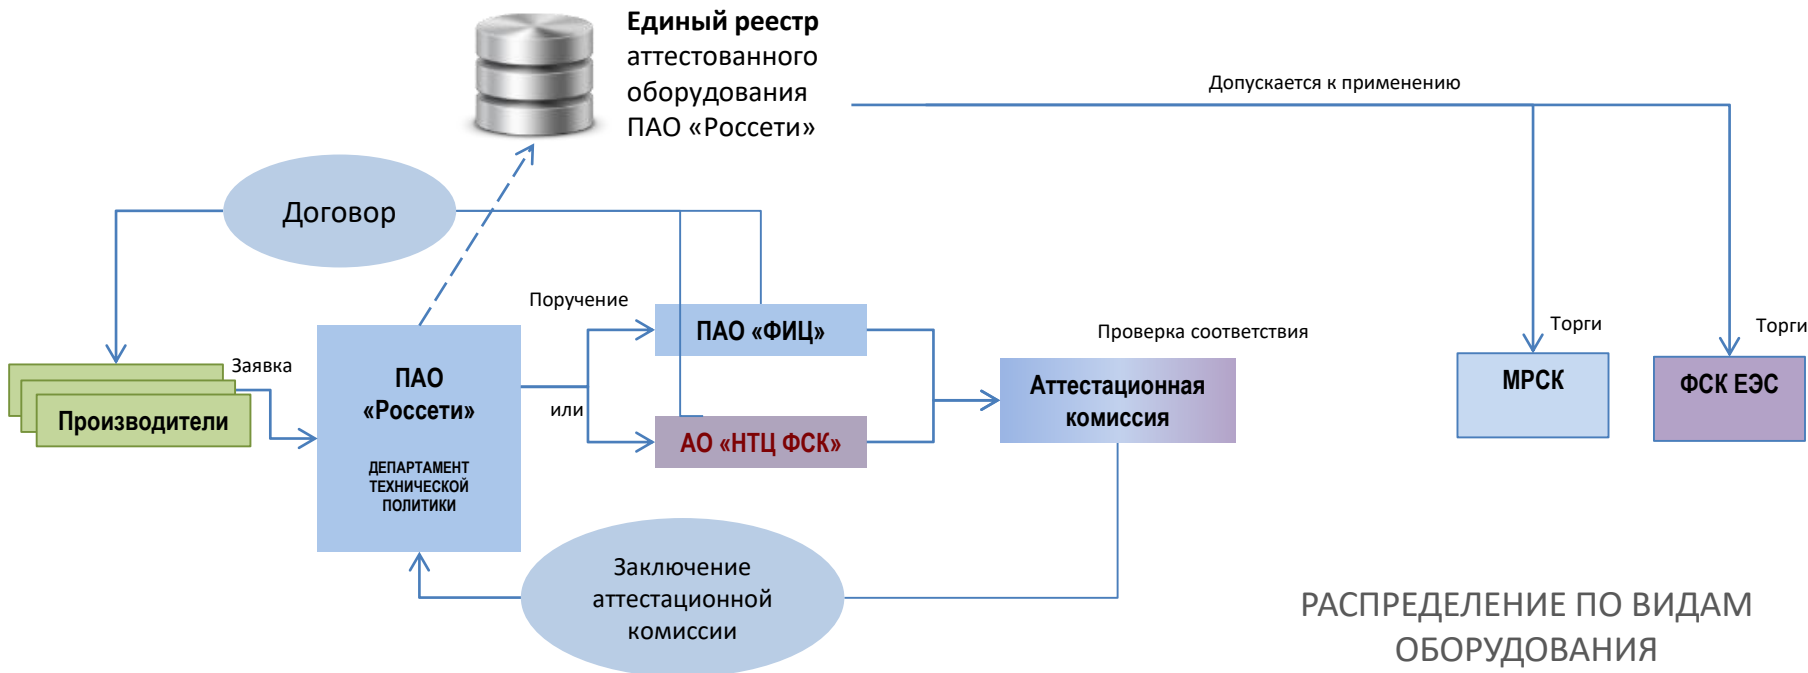 Единый реестр
аттестованного
оборудования
ПАО «Россети»
Допускается к применению
Договор
Поручение
ПАО «ФИЦ»
Проверка соответствия
Торги
Торги
Заявка
Производители
ПАО
«Россети»
ДЕПАРТАМЕНТ
ТЕХНИЧЕСКОЙ
ПОЛИТИКИ
или
АО «НТЦ ФСК»
Аттестационная
комиссия
МРСК
ФСК ЕЭС
Заключение
аттестационной
комиссии
РАСПРЕДЕЛЕНИЕ ПО ВИДАМ
ОБОРУДОВАНИЯ